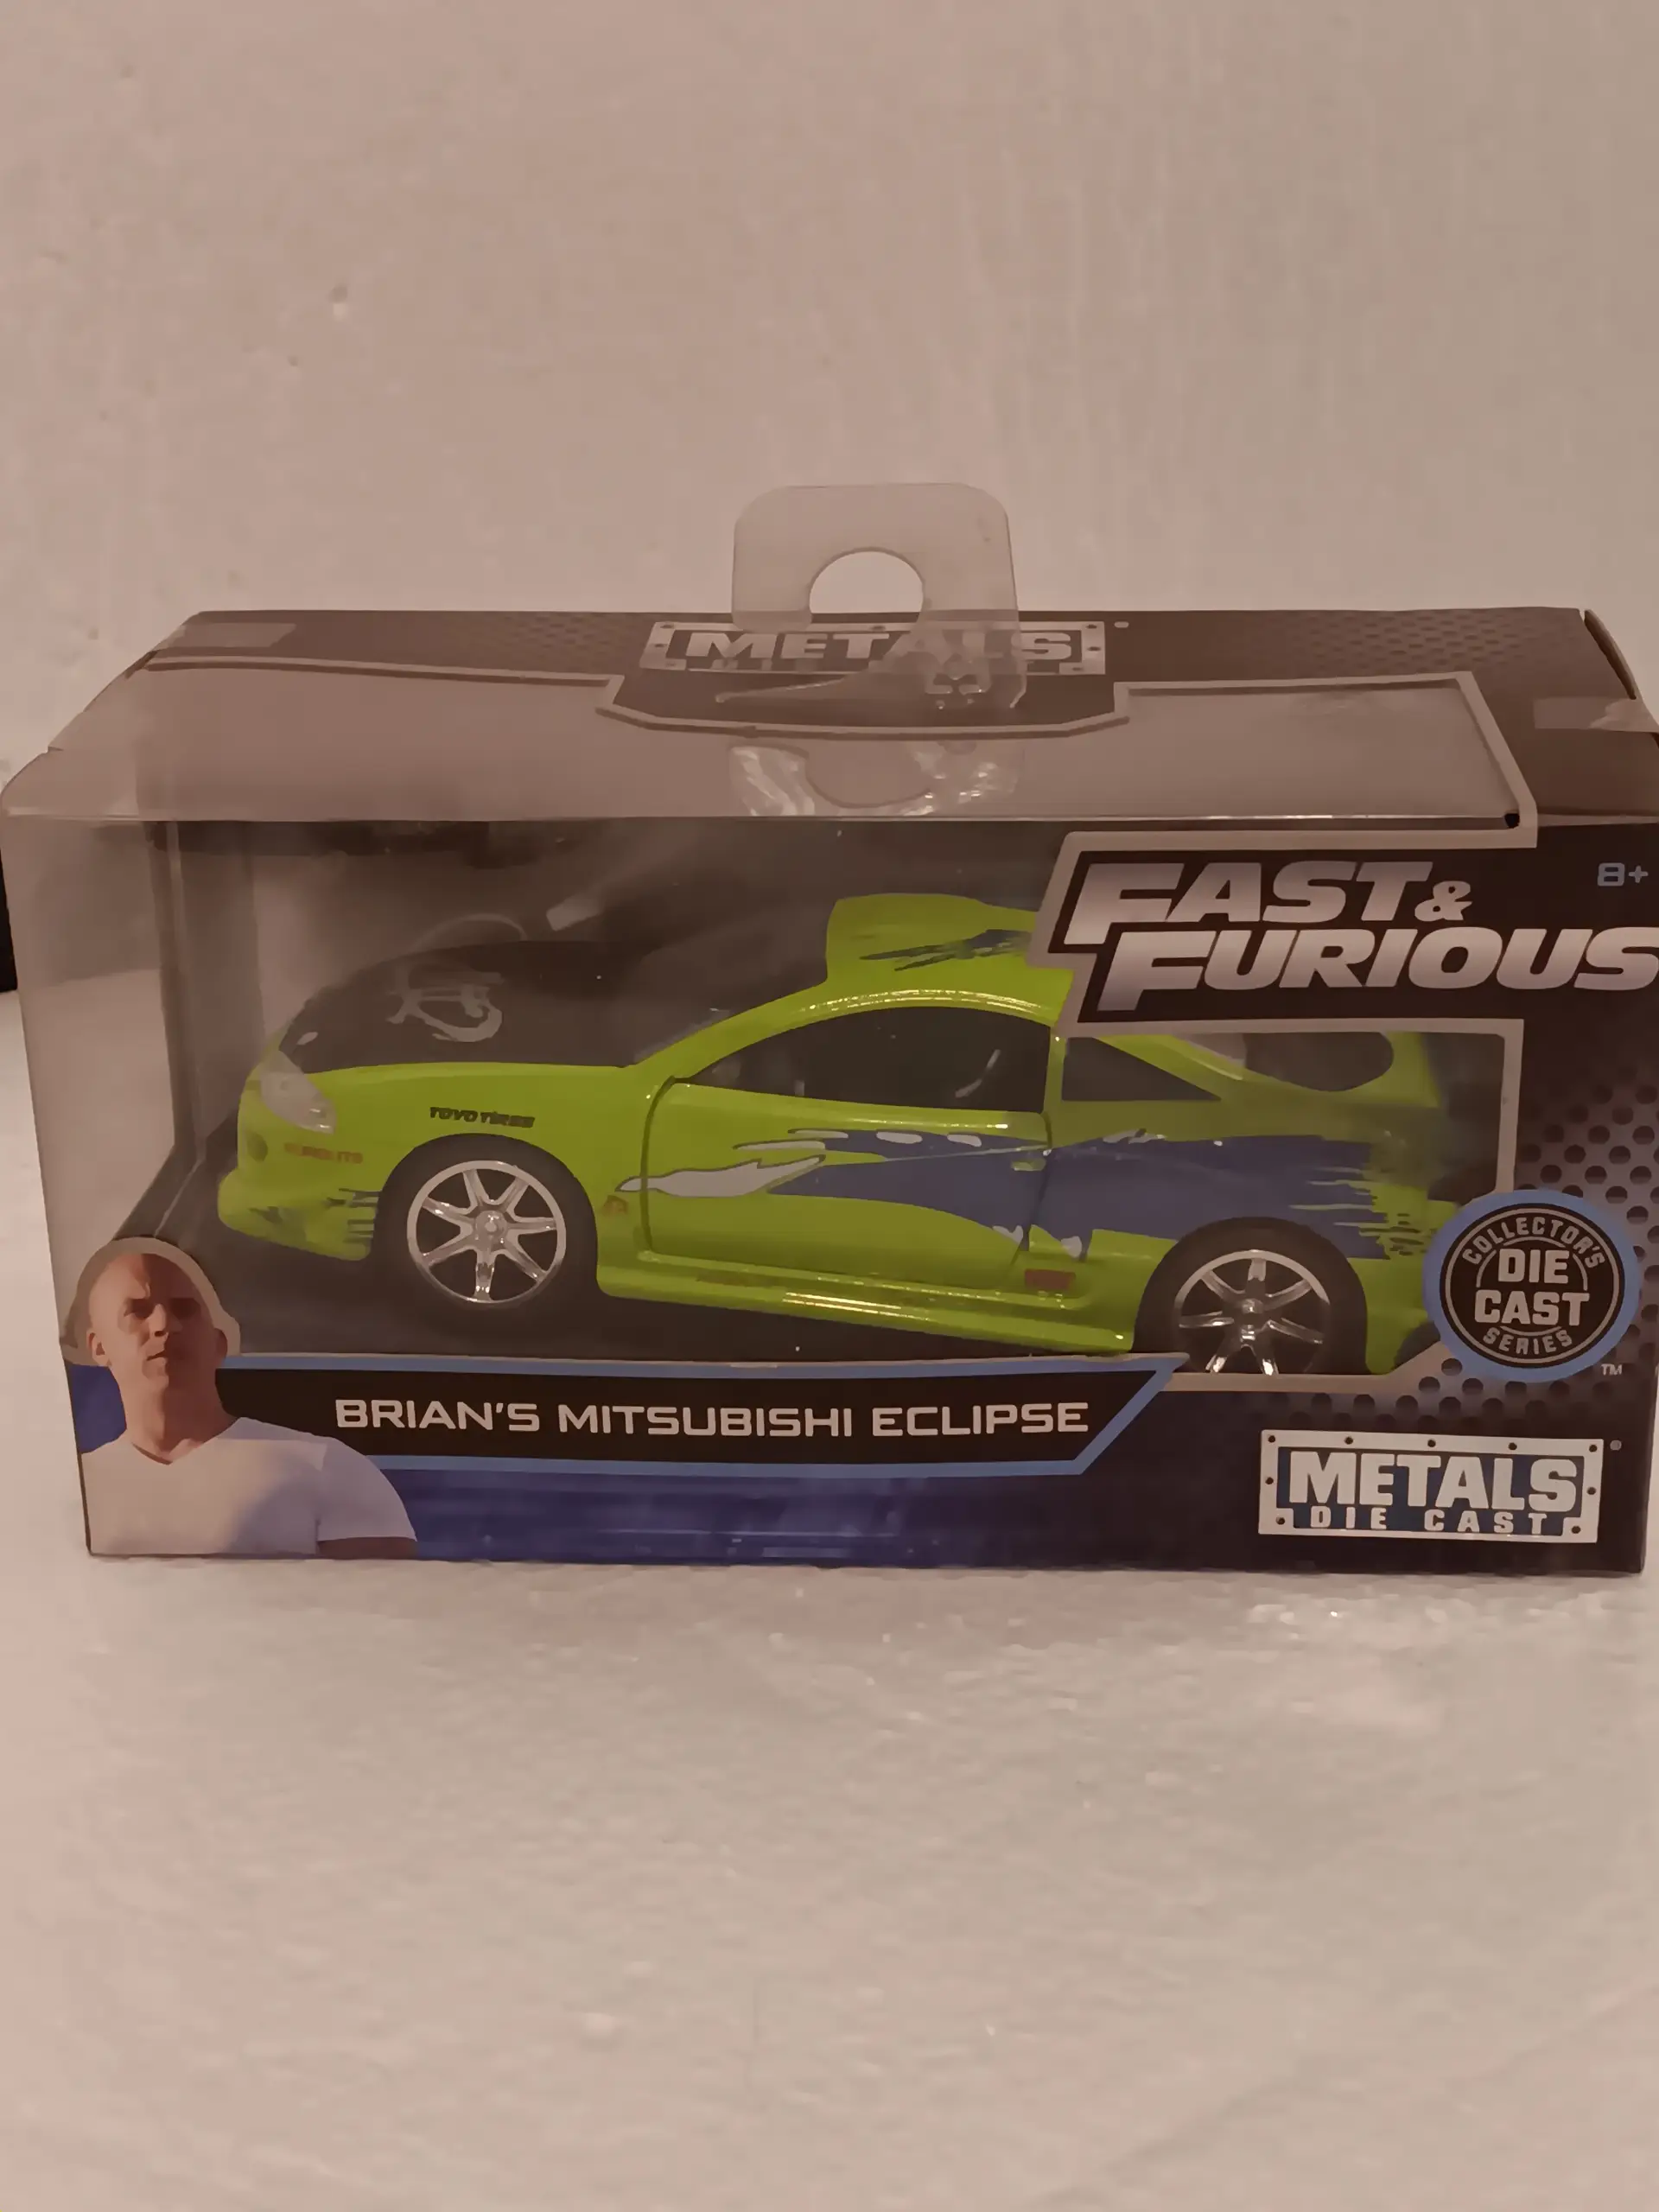 METALS
FAST &
FURIOUS
8+
TOYO TIRES
COLLECTOR'S
DIE
CAST
SERIES
TM
BRIAN'S MITSUBISHI ECLIPSE
METALS
DIE CAST